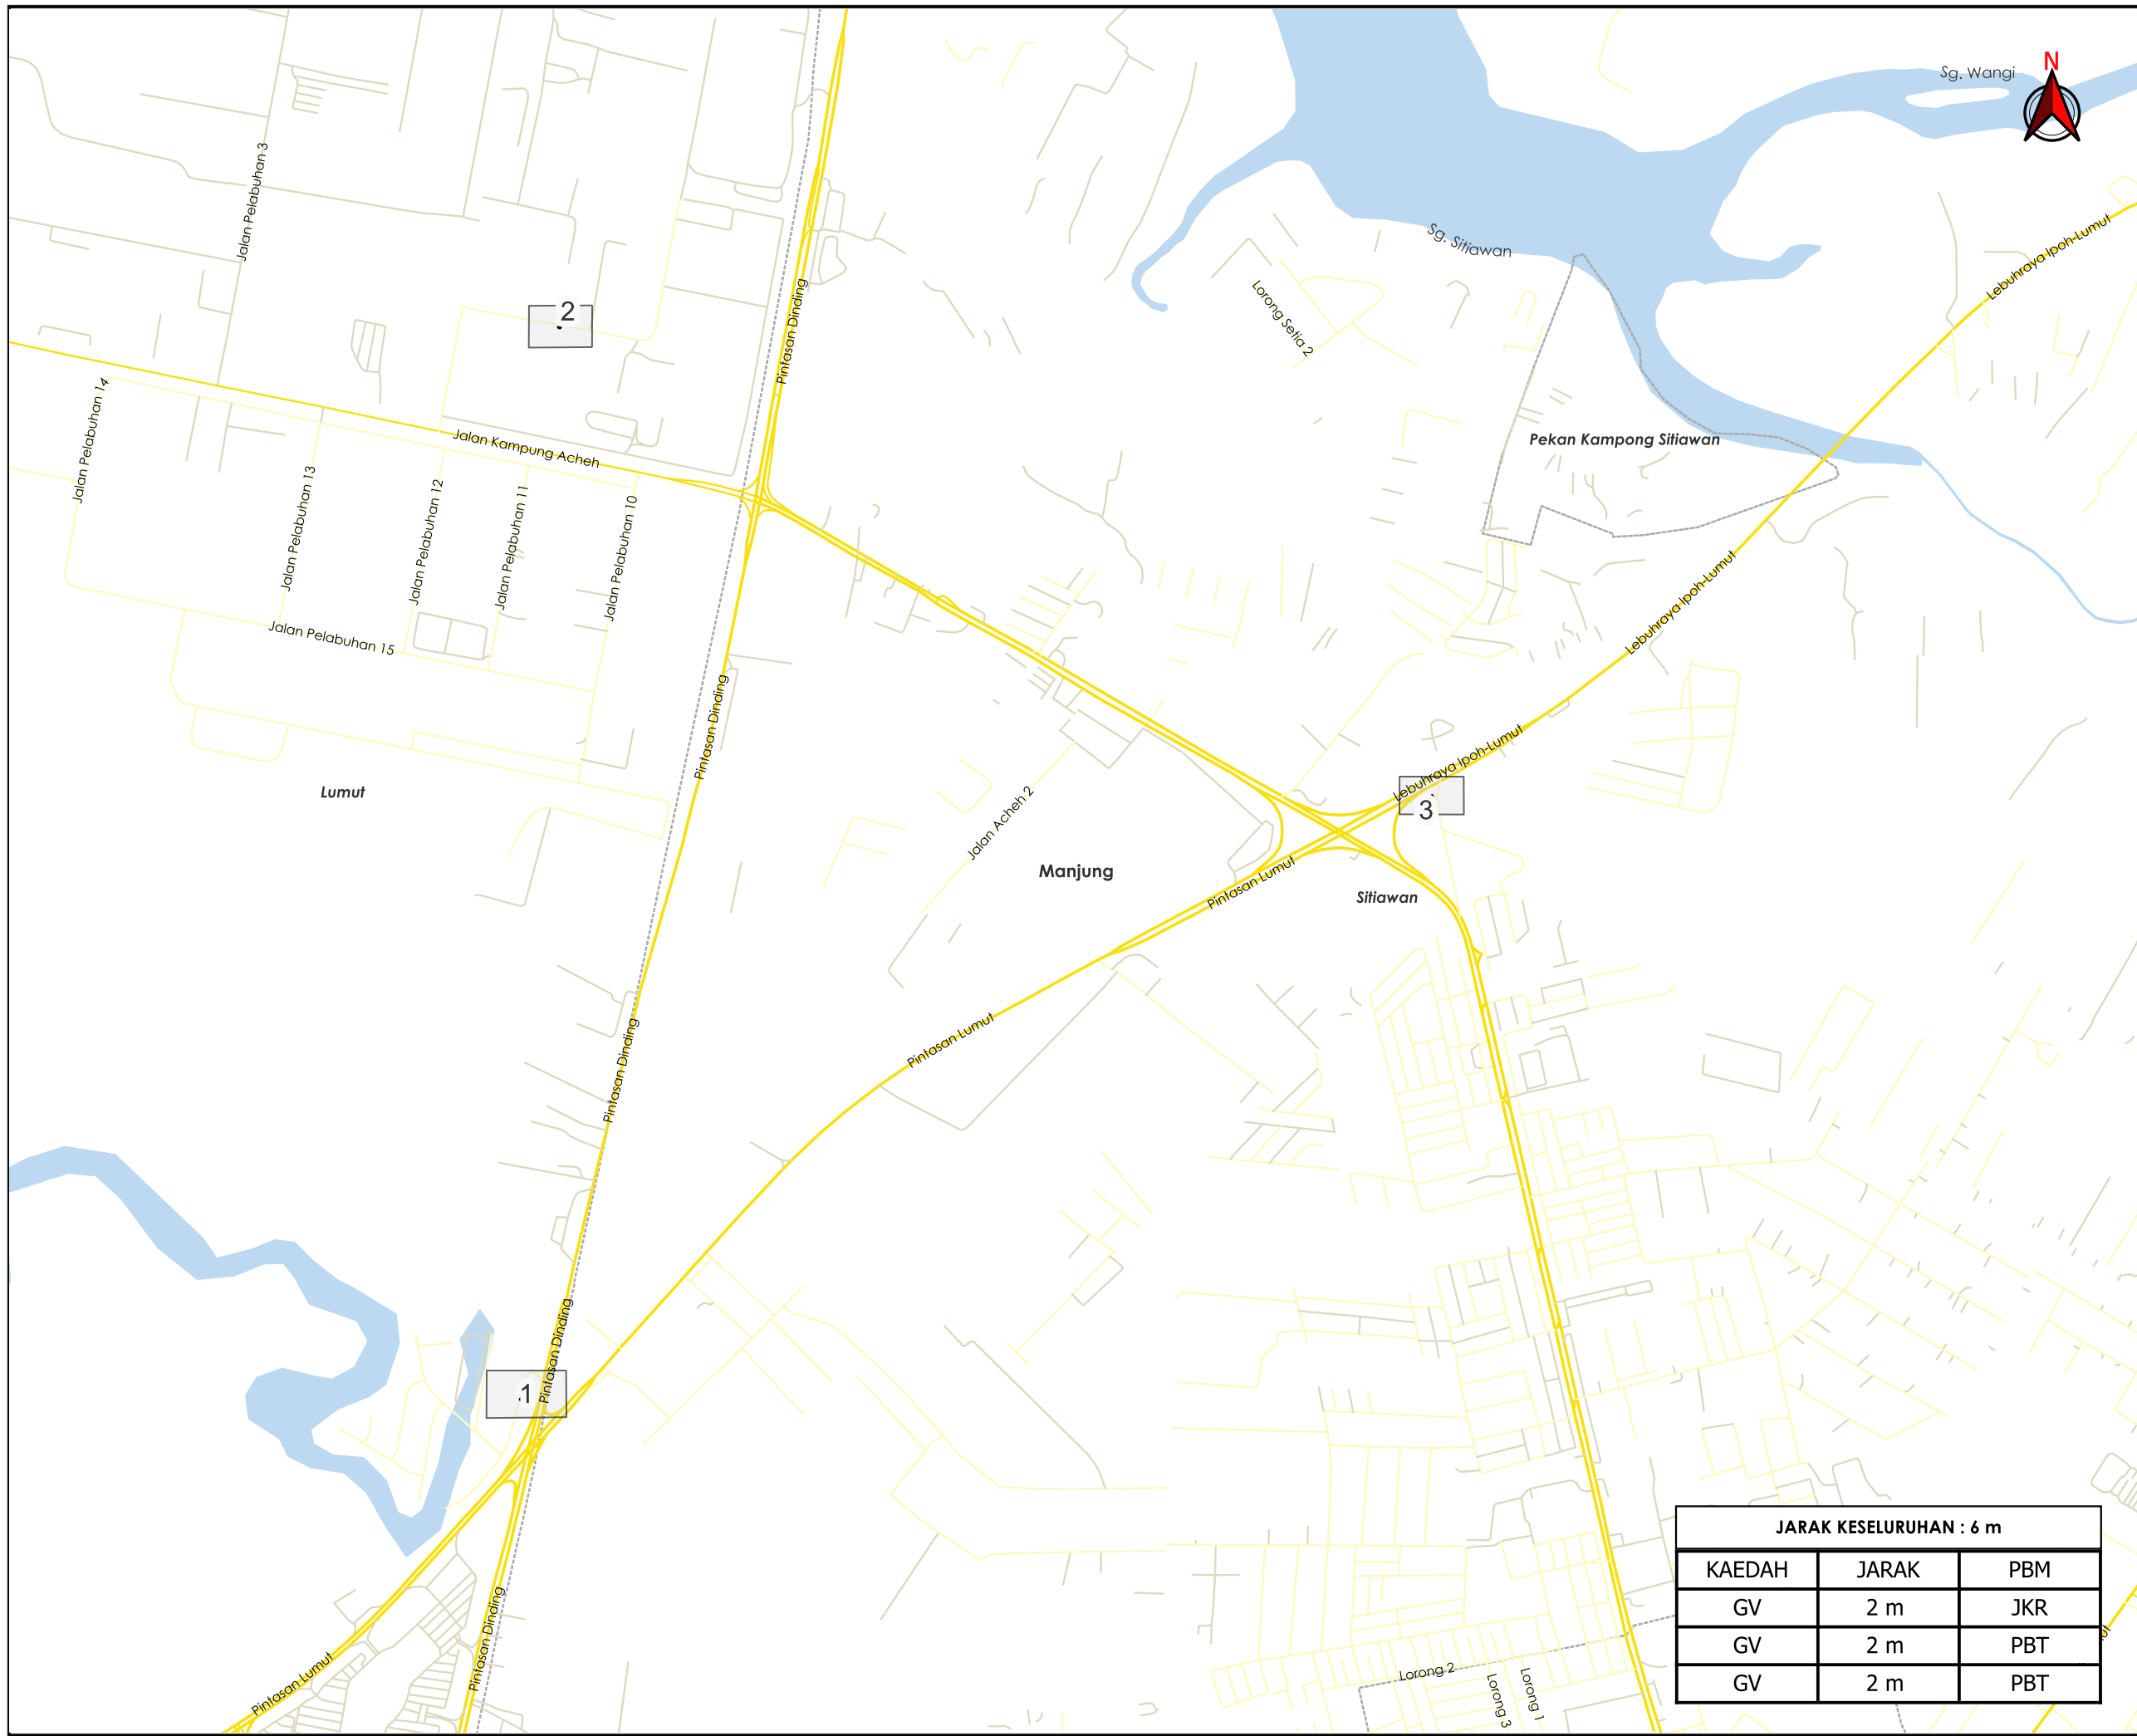 N
Sg. Wangi
Jalan Pelabuhan 3
Lebuhraya Ipoh-Lumut
Sg. Sitiawan
2
Pintasan Dinding
Lorong Setia 2
Jalan Pelabuhan 14
Jalan Kampung Acheh
Pekan Kampong Sitiawan
Jalan Pelabuhan 13
Jalan Pelabuhan 12
Jalan Pelabuhan 11
Jalan Pelabuhan 10
Lebuhraya Ipoh-Lumut
Jalan Pelabuhan 15
Pintasan Dinding
Lebuhraya Ipoh-Lumut
Lumut
3
Jalan Acheh 2
Manjung
Pintasan Lumut
Sitiawan
Pintasan Lumut
Pintasan Dinding
Pintasan Dinding
1
Pintasan Dinding
Pintasan Lumut
Lorong 2
Lorong 3
Lorong 1
JARAK KESELURUHAN : 6 m
KAEDAH JARAK PBM
GV 2 m JKR
GV 2 m PBT
GV 2 m PBT